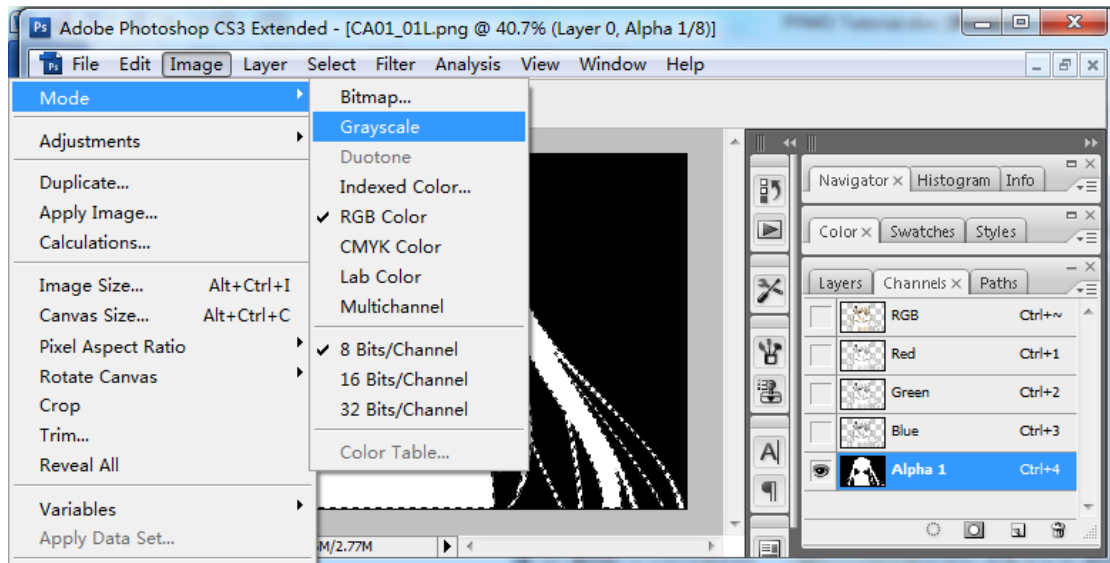 Adobe Photoshop CS3 Extended - [CA01_01L.png @ 40.7% (Layer 0, Alpha 1/8)]
File Edit Image Layer Select Filter Analysis View Window Help
Mode
Adjustments
Duplicate...
Apply Image...
Calculations...
Image Size... Alt+Ctrl+I
Canvas Size... Alt+Ctrl+C
Pixel Aspect Ratio
Rotate Canvas
Crop
Trim...
Reveal All
Variables
Apply Data Set...
Bitmap...
Grayscale
Duotone
Indexed Color...
RGB Color
CMYK Color
Lab Color
Multichannel
8 Bits/Channel
16 Bits/Channel
32 Bits/Channel
Color Table...
M/2.77M
Navigator Histogram Info
Color Swatches Styles
Layers Channels Paths
RGB Ctrl+~
Red Ctrl+1
Green Ctrl+2
Blue Ctrl+3
Alpha 1 Ctrl+4